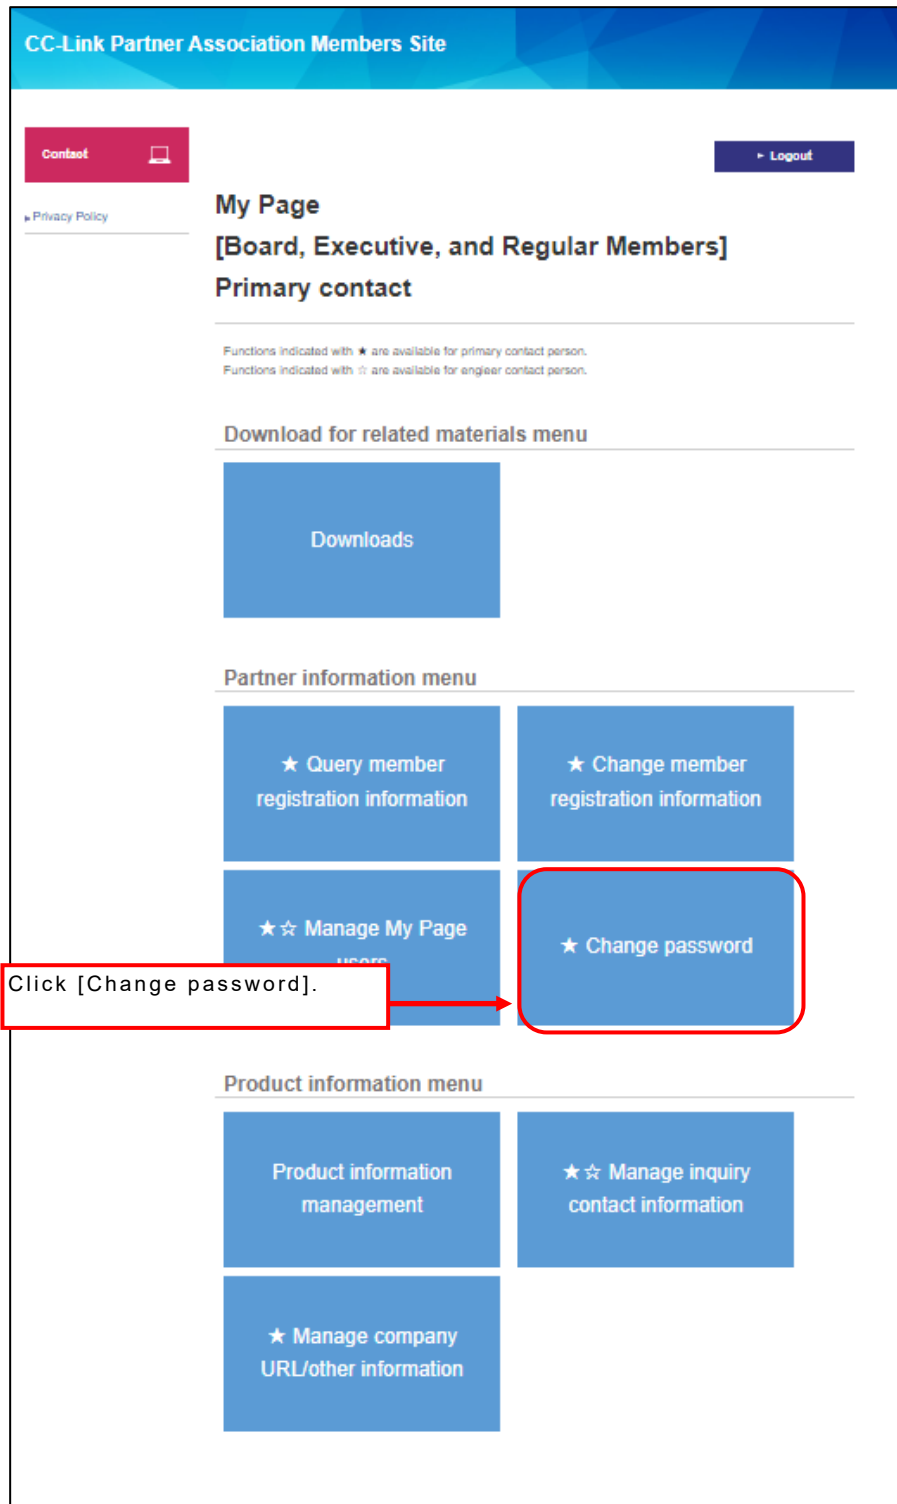 CC-Link Partner Association Members Site
Contact
► Logout
► Privacy Policy
My Page
[Board, Executive, and Regular Members]
Primary contact
Functions indicated with ★ are available for primary contact person.
Functions indicated with ☆ are available for engieer contact person.
Download for related materials menu
Downloads
Partner information menu
★ Query member
registration information
★ Change member
registration information
★☆ Manage My Page
users
★ Change password
Click [Change password].
Product information menu
Product information
management
★☆ Manage inquiry
contact information
★ Manage company
URL/other information